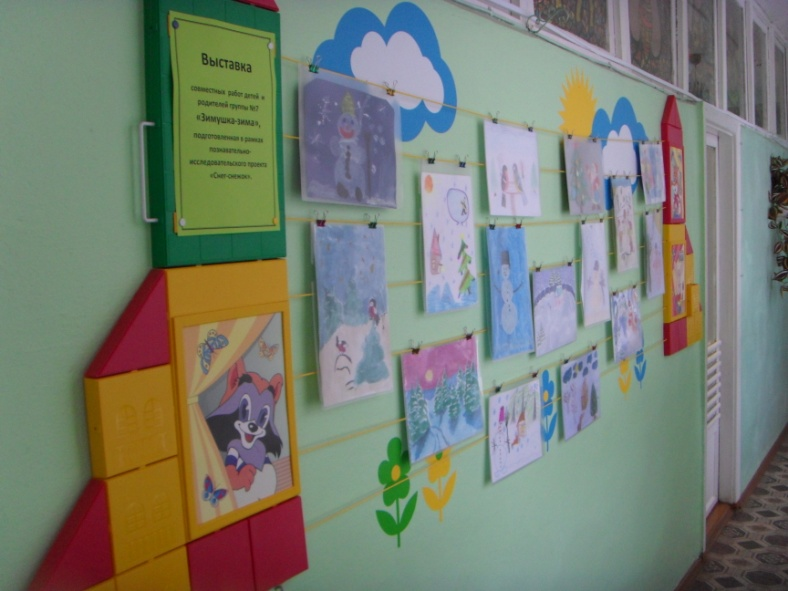 Выставка
совместных работ детей и
родителей группы №7
«Зимушка-зима»,
подготовленная в рамках
познавательно-
исследовательского проекта
«Снег-снежок».